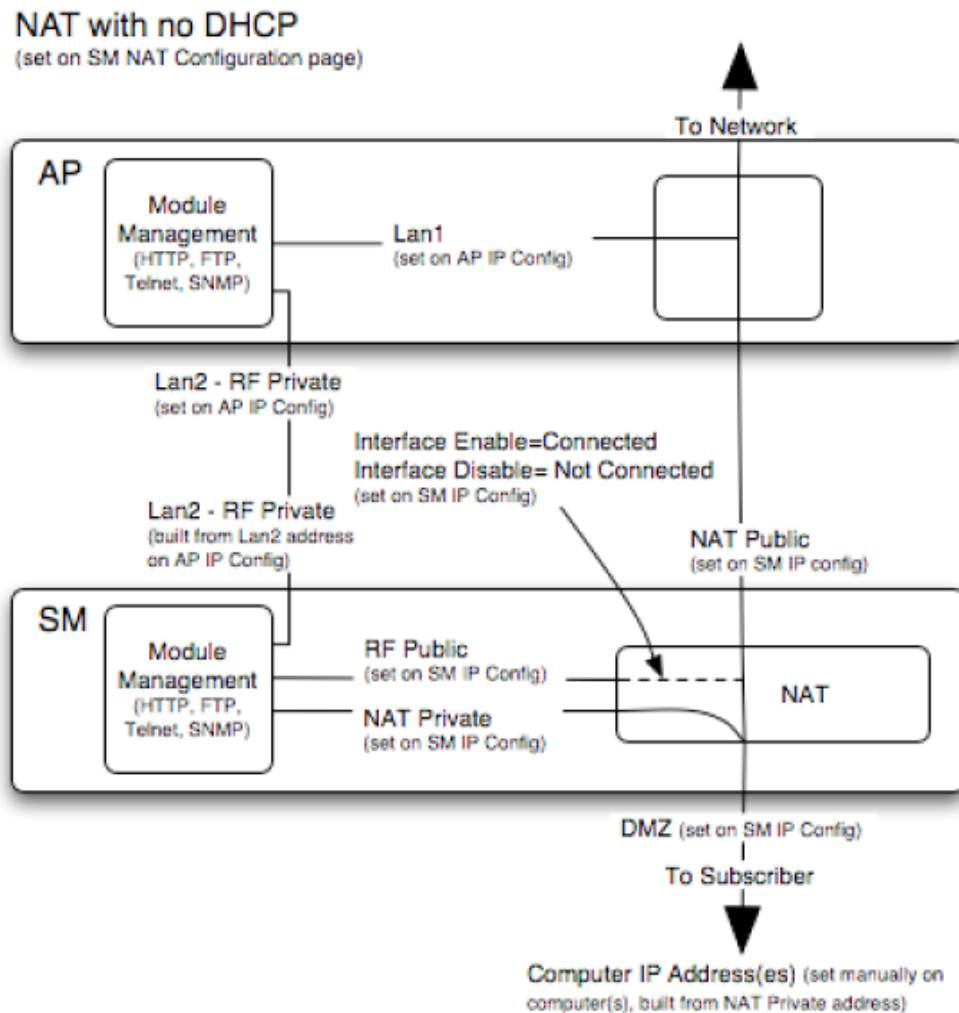 NAT with no DHCP
(set on SM NAT Configuration page)
To Network
AP
Module
Management
(HTTP, FTP,
Telnet, SNMP)
Lan1
(set on AP IP Config)
Lan2 - RF Private
(set on AP IP Config)
Interface Enable=Connected
Interface Disable= Not Connected
(set on SM IP Config)
Lan2 - RF Private
(built from Lan2 address
on AP IP Config)
NAT Public
(set on SM IP config)
SM
Module
Management
(HTTP, FTP,
Telnet, SNMP)
RF Public
(set on SM IP Config)
NAT Private
(set on SM IP Config)
NAT
DMZ (set on SM IP Config)
To Subscriber
Computer IP Address(es) (set manually on
computer(s), built from NAT Private address)